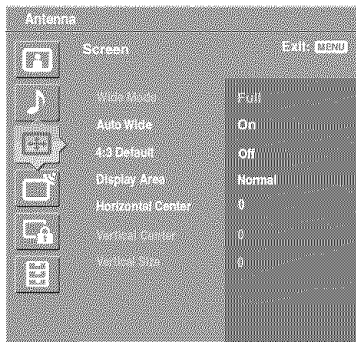 Antenna
Screen Exit: MENU
Wide Mode Full
Auto Wide On
4:3 Default Off
Display Area Normal
Horizontal Center 0
Vertical Center 0
Vertical Size 0